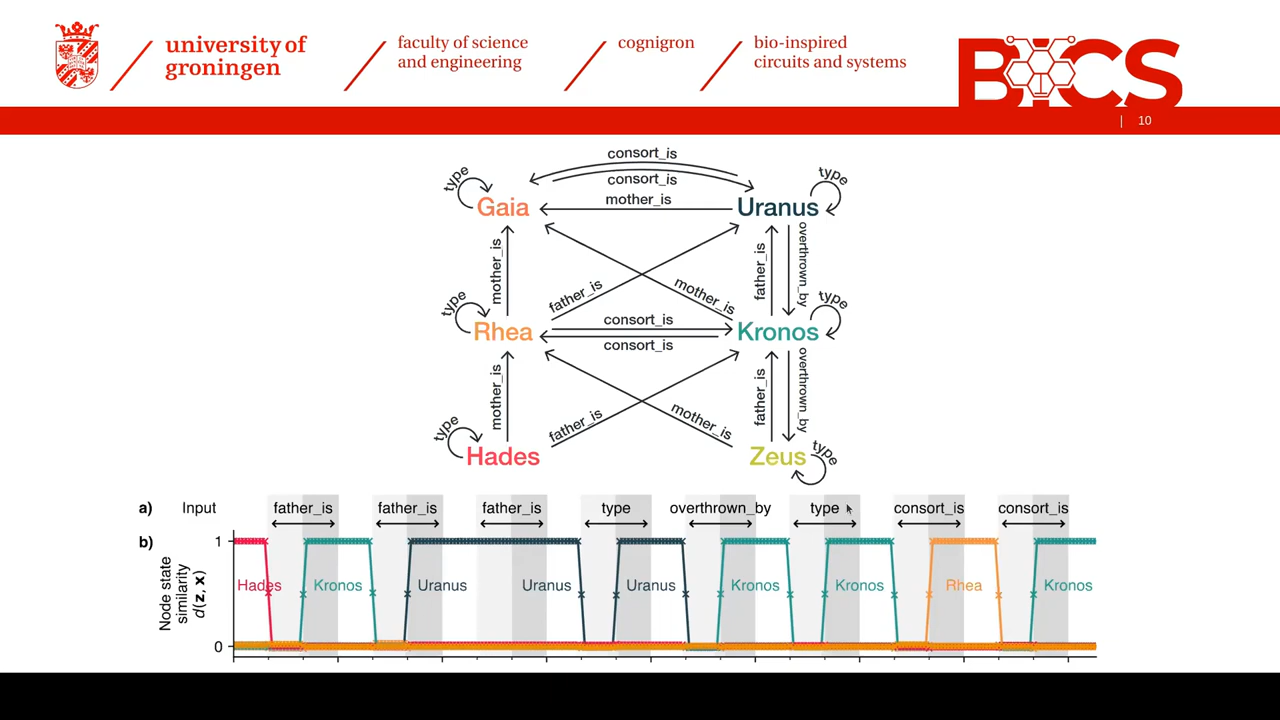 university of
groningen
faculty of science
and engineering
cognigron
bio-inspired
circuits and systems
BICS
| 10
consort_is
consort_is
mother_is
type
Gaia
Uranus
type
mother_is
father_is
mother_is
father_is
overthrown_by
type
Rhea
consort_is
consort_is
Kronos
type
mother_is
father_is
mother_is
father_is
overthrown_by
type
Hades
Zeus
type
a) Input father_is father_is father_is type overthrown_by type consort_is consort_is
b)
Node state
similarity
d(z, x)
1
Hades Kronos Uranus Uranus Uranus Kronos Kronos Rhea Kronos
0